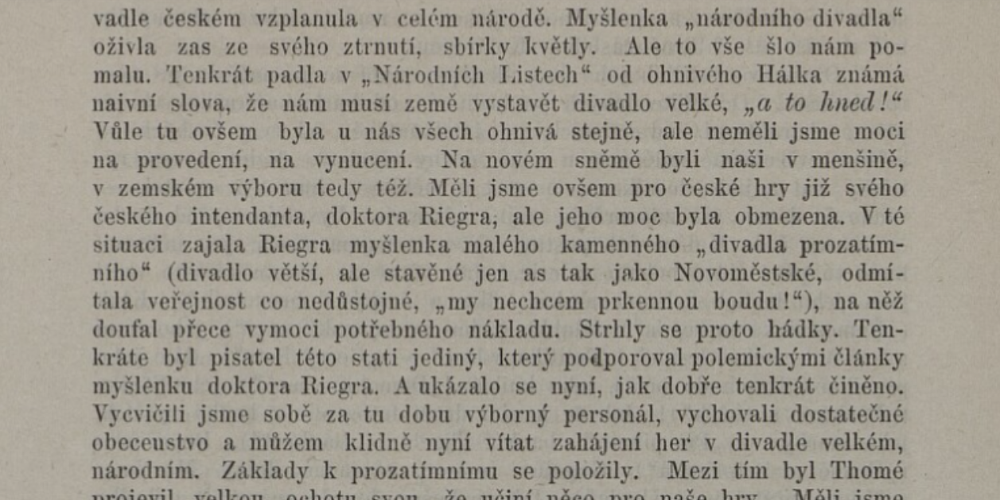 vadle českém vzplanula v celém národě. Myšlenka „národního divadla“
oživla zas ze svého ztrnutí, sbírky květly. Ale to vše šlo nám po-
malu. Tenkrát padla v „Národních Listech“ od ohnivého Hálka známá
naivní slova, že nám musí země vystavět divadlo velké, „a to hned!“
Vůle tu ovšem byla u nás všech ohnivá stejně, ale neměli jsme moci
na provedení, na vynucení. Na novém sněmě byli naši v menšině,
v zemském výboru tedy též. Měli jsme ovšem pro české hry již svého
českého intendanta, doktora Riegra, ale jeho moc byla obmezena. V té
situaci zajala Riegra myšlenka malého kamenného „divadla prozatím-
ního“ (divadlo větší, ale stavěné jen as tak jako Novoměstské, odmí-
tala veřejnost co nedůstojné, „my nechcem prkennou boudu!“), na něž
doufal přece vymoci potřebného nákladu. Strhly se proto hádky. Ten-
kráte byl pisatel této stati jediný, který podporoval polemickými články
myšlenku doktora Riegra. A ukázalo se nyní, jak dobře tenkrát činěno.
Vycvičili jsme sobě za tu dobu výborný personál, vychovali dostatečné
obecenstvo a můžem klidně nyní vítat zahájení her v divadle velkém,
národním. Základy k prozatímnímu se položily. Mezi tím byl Thomé
projevil velkou ochotu svou, že učiní něco pro naše hry. Měli jsme